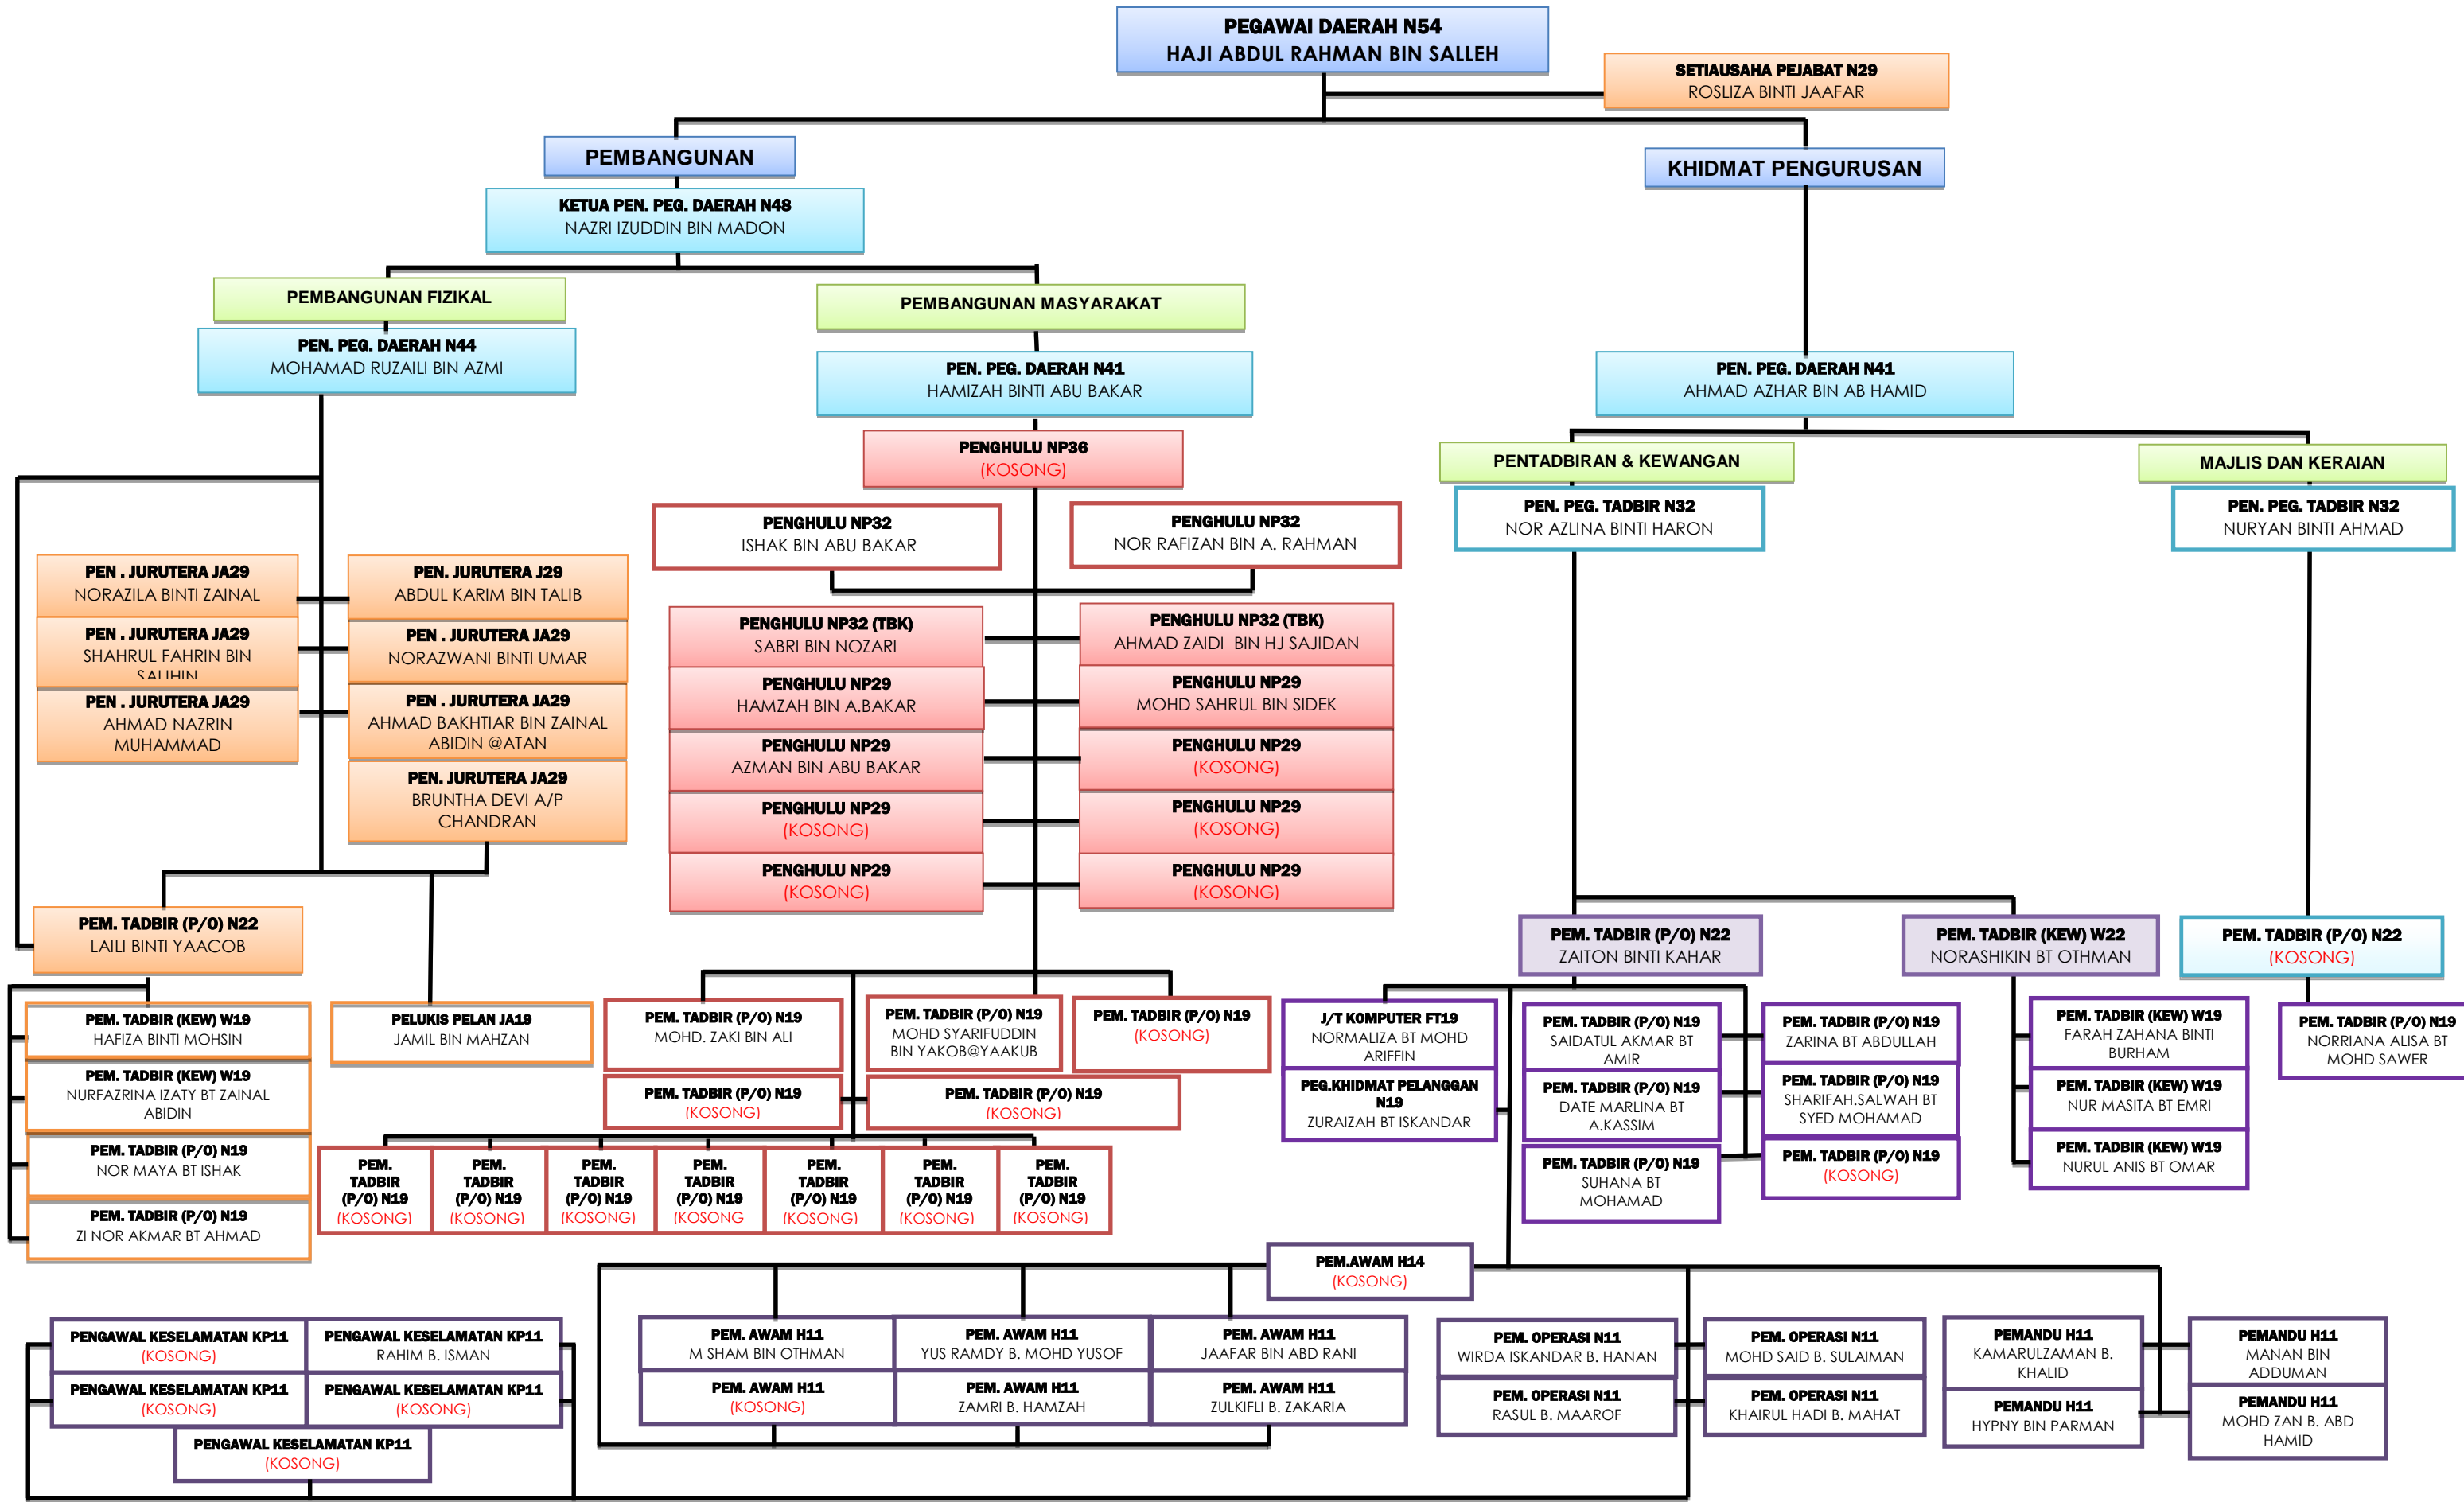 PEGAWAI DAERAH N54
HAJI ABDUL RAHMAN BIN SALLEH
SETIAUSAHA PEJABAT N29
ROSLIZA BINTI JAAFAR
PEMBANGUNAN
KHIDMAT PENGURUSAN
KETUA PEN. PEG. DAERAH N48
NAZRI IZUDDIN BIN MADON
PEMBANGUNAN FIZIKAL
PEMBANGUNAN MASYARAKAT
PEN. PEG. DAERAH N44
MOHAMAD RUZAILI BIN AZMI
PEN. PEG. DAERAH N41
HAMIZAH BINTI ABU BAKAR
PEN. PEG. DAERAH N41
AHMAD AZHAR BIN AB HAMID
PENGHULU NP36
(KOSONG)
PENTADBIRAN & KEWANGAN
MAJLIS DAN KERAIAN
PENGHULU NP32
ISHAK BIN ABU BAKAR
PENGHULU NP32
NOR RAFIZAN BIN A. RAHMAN
PEN. PEG. TADBIR N32
NOR AZLINA BINTI HARON
PEN. PEG. TADBIR N32
NURYAN BINTI AHMAD
PEN . JURUTERA JA29
NORAZILA BINTI ZAINAL
PEN. JURUTERA J29
ABDUL KARIM BIN TALIB
PEN . JURUTERA JA29
SHAHRUL FAHRIN BIN
SALIHIN
PEN . JURUTERA JA29
NORAZWANI BINTI UMAR
PEN . JURUTERA JA29
AHMAD NAZRIN
MUHAMMAD
PEN . JURUTERA JA29
AHMAD BAKHTIAR BIN ZAINAL
ABIDIN @ATAN
PEN. JURUTERA JA29
BRUNTHA DEVI A/P
CHANDRAN
PENGHULU NP32 (TBK)
SABRI BIN NOZARI
PENGHULU NP32 (TBK)
AHMAD ZAIDI  BIN HJ SAJIDAN
PENGHULU NP29
HAMZAH BIN A.BAKAR
PENGHULU NP29
MOHD SAHRUL BIN SIDEK
PENGHULU NP29
AZMAN BIN ABU BAKAR
PENGHULU NP29
(KOSONG)
PENGHULU NP29
(KOSONG)
PENGHULU NP29
(KOSONG)
PENGHULU NP29
(KOSONG)
PENGHULU NP29
(KOSONG)
PEM. TADBIR (P/O) N22
LAILI BINTI YAACOB
PEM. TADBIR (P/O) N22
ZAITON BINTI KAHAR
PEM. TADBIR (KEW) W22
NORASHIKIN BT OTHMAN
PEM. TADBIR (P/O) N22
(KOSONG)
PEM. TADBIR (KEW) W19
HAFIZA BINTI MOHSIN
PEM. TADBIR (KEW) W19
NURFAZRINA IZATY BT ZAINAL
ABIDIN
PEM. TADBIR (P/O) N19
NOR MAYA BT ISHAK
PEM. TADBIR (P/O) N19
ZI NOR AKMAR BT AHMAD
PELUKIS PELAN JA19
JAMIL BIN MAHZAN
PEM. TADBIR (P/O) N19
MOHD. ZAKI BIN ALI
PEM. TADBIR (P/O) N19
MOHD SYARIFUDDIN
BIN YAKOB@YAAKUB
PEM. TADBIR (P/O) N19
(KOSONG)
PEM. TADBIR (P/O) N19
(KOSONG)
PEM. TADBIR (P/O) N19
(KOSONG)
PEM.
TADBIR
(P/O) N19
(KOSONG)
PEM.
TADBIR
(P/O) N19
(KOSONG)
PEM.
TADBIR
(P/O) N19
(KOSONG)
PEM.
TADBIR
(P/O) N19
(KOSONG
PEM.
TADBIR
(P/O) N19
(KOSONG)
PEM.
TADBIR
(P/O) N19
(KOSONG)
PEM.
TADBIR
(P/O) N19
(KOSONG)
J/T KOMPUTER FT19
NORMALIZA BT MOHD
ARIFFIN
PEG.KHIDMAT PELANGGAN
N19
ZURAIZAH BT ISKANDAR
PEM. TADBIR (P/O) N19
SAIDATUL AKMAR BT
AMIR
PEM. TADBIR (P/O) N19
ZARINA BT ABDULLAH
PEM. TADBIR (P/O) N19
DATE MARLINA BT
A.KASSIM
PEM. TADBIR (P/O) N19
SHARIFAH.SALWAH BT
SYED MOHAMAD
PEM. TADBIR (P/O) N19
SUHANA BT
MOHAMAD
PEM. TADBIR (P/O) N19
(KOSONG)
PEM. TADBIR (KEW) W19
FARAH ZAHANA BINTI
BURHAM
PEM. TADBIR (KEW) W19
NUR MASITA BT EMRI
PEM. TADBIR (KEW) W19
NURUL ANIS BT OMAR
PEM. TADBIR (P/O) N19
NORRIANA ALISA BT
MOHD SAWER
PEM.AWAM H14
(KOSONG)
PENGAWAL KESELAMATAN KP11
(KOSONG)
PENGAWAL KESELAMATAN KP11
RAHIM B. ISMAN
PENGAWAL KESELAMATAN KP11
(KOSONG)
PENGAWAL KESELAMATAN KP11
(KOSONG)
PENGAWAL KESELAMATAN KP11
(KOSONG)
PEM. AWAM H11
M SHAM BIN OTHMAN
PEM. AWAM H11
YUS RAMDY B. MOHD YUSOF
PEM. AWAM H11
JAAFAR BIN ABD RANI
PEM. AWAM H11
(KOSONG)
PEM. AWAM H11
ZAMRI B. HAMZAH
PEM. AWAM H11
ZULKIFLI B. ZAKARIA
PEM. OPERASI N11
WIRDA ISKANDAR B. HANAN
PEM. OPERASI N11
MOHD SAID B. SULAIMAN
PEM. OPERASI N11
RASUL B. MAAROF
PEM. OPERASI N11
KHAIRUL HADI B. MAHAT
PEMANDU H11
KAMARULZAMAN B.
KHALID
PEMANDU H11
MANAN BIN
ADDUMAN
PEMANDU H11
HYPNY BIN PARMAN
PEMANDU H11
MOHD ZAN B. ABD
HAMID